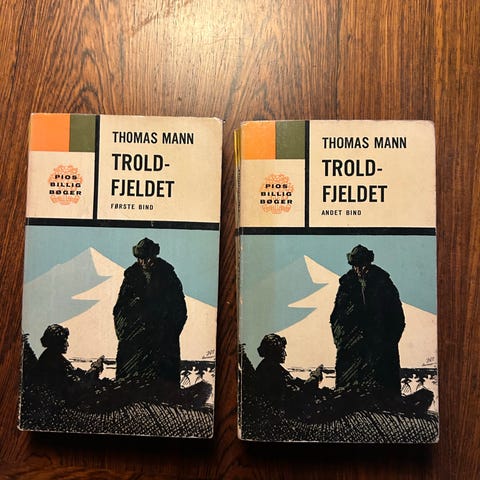 THOMAS MANN
TROLD-
FJELDET
FØRSTE BIND
PIOS
BILLIG
BØGER
THOMAS MANN
TROLD-
FJELDET
ANDET BIND
PIOS
BILLIG
BØGER